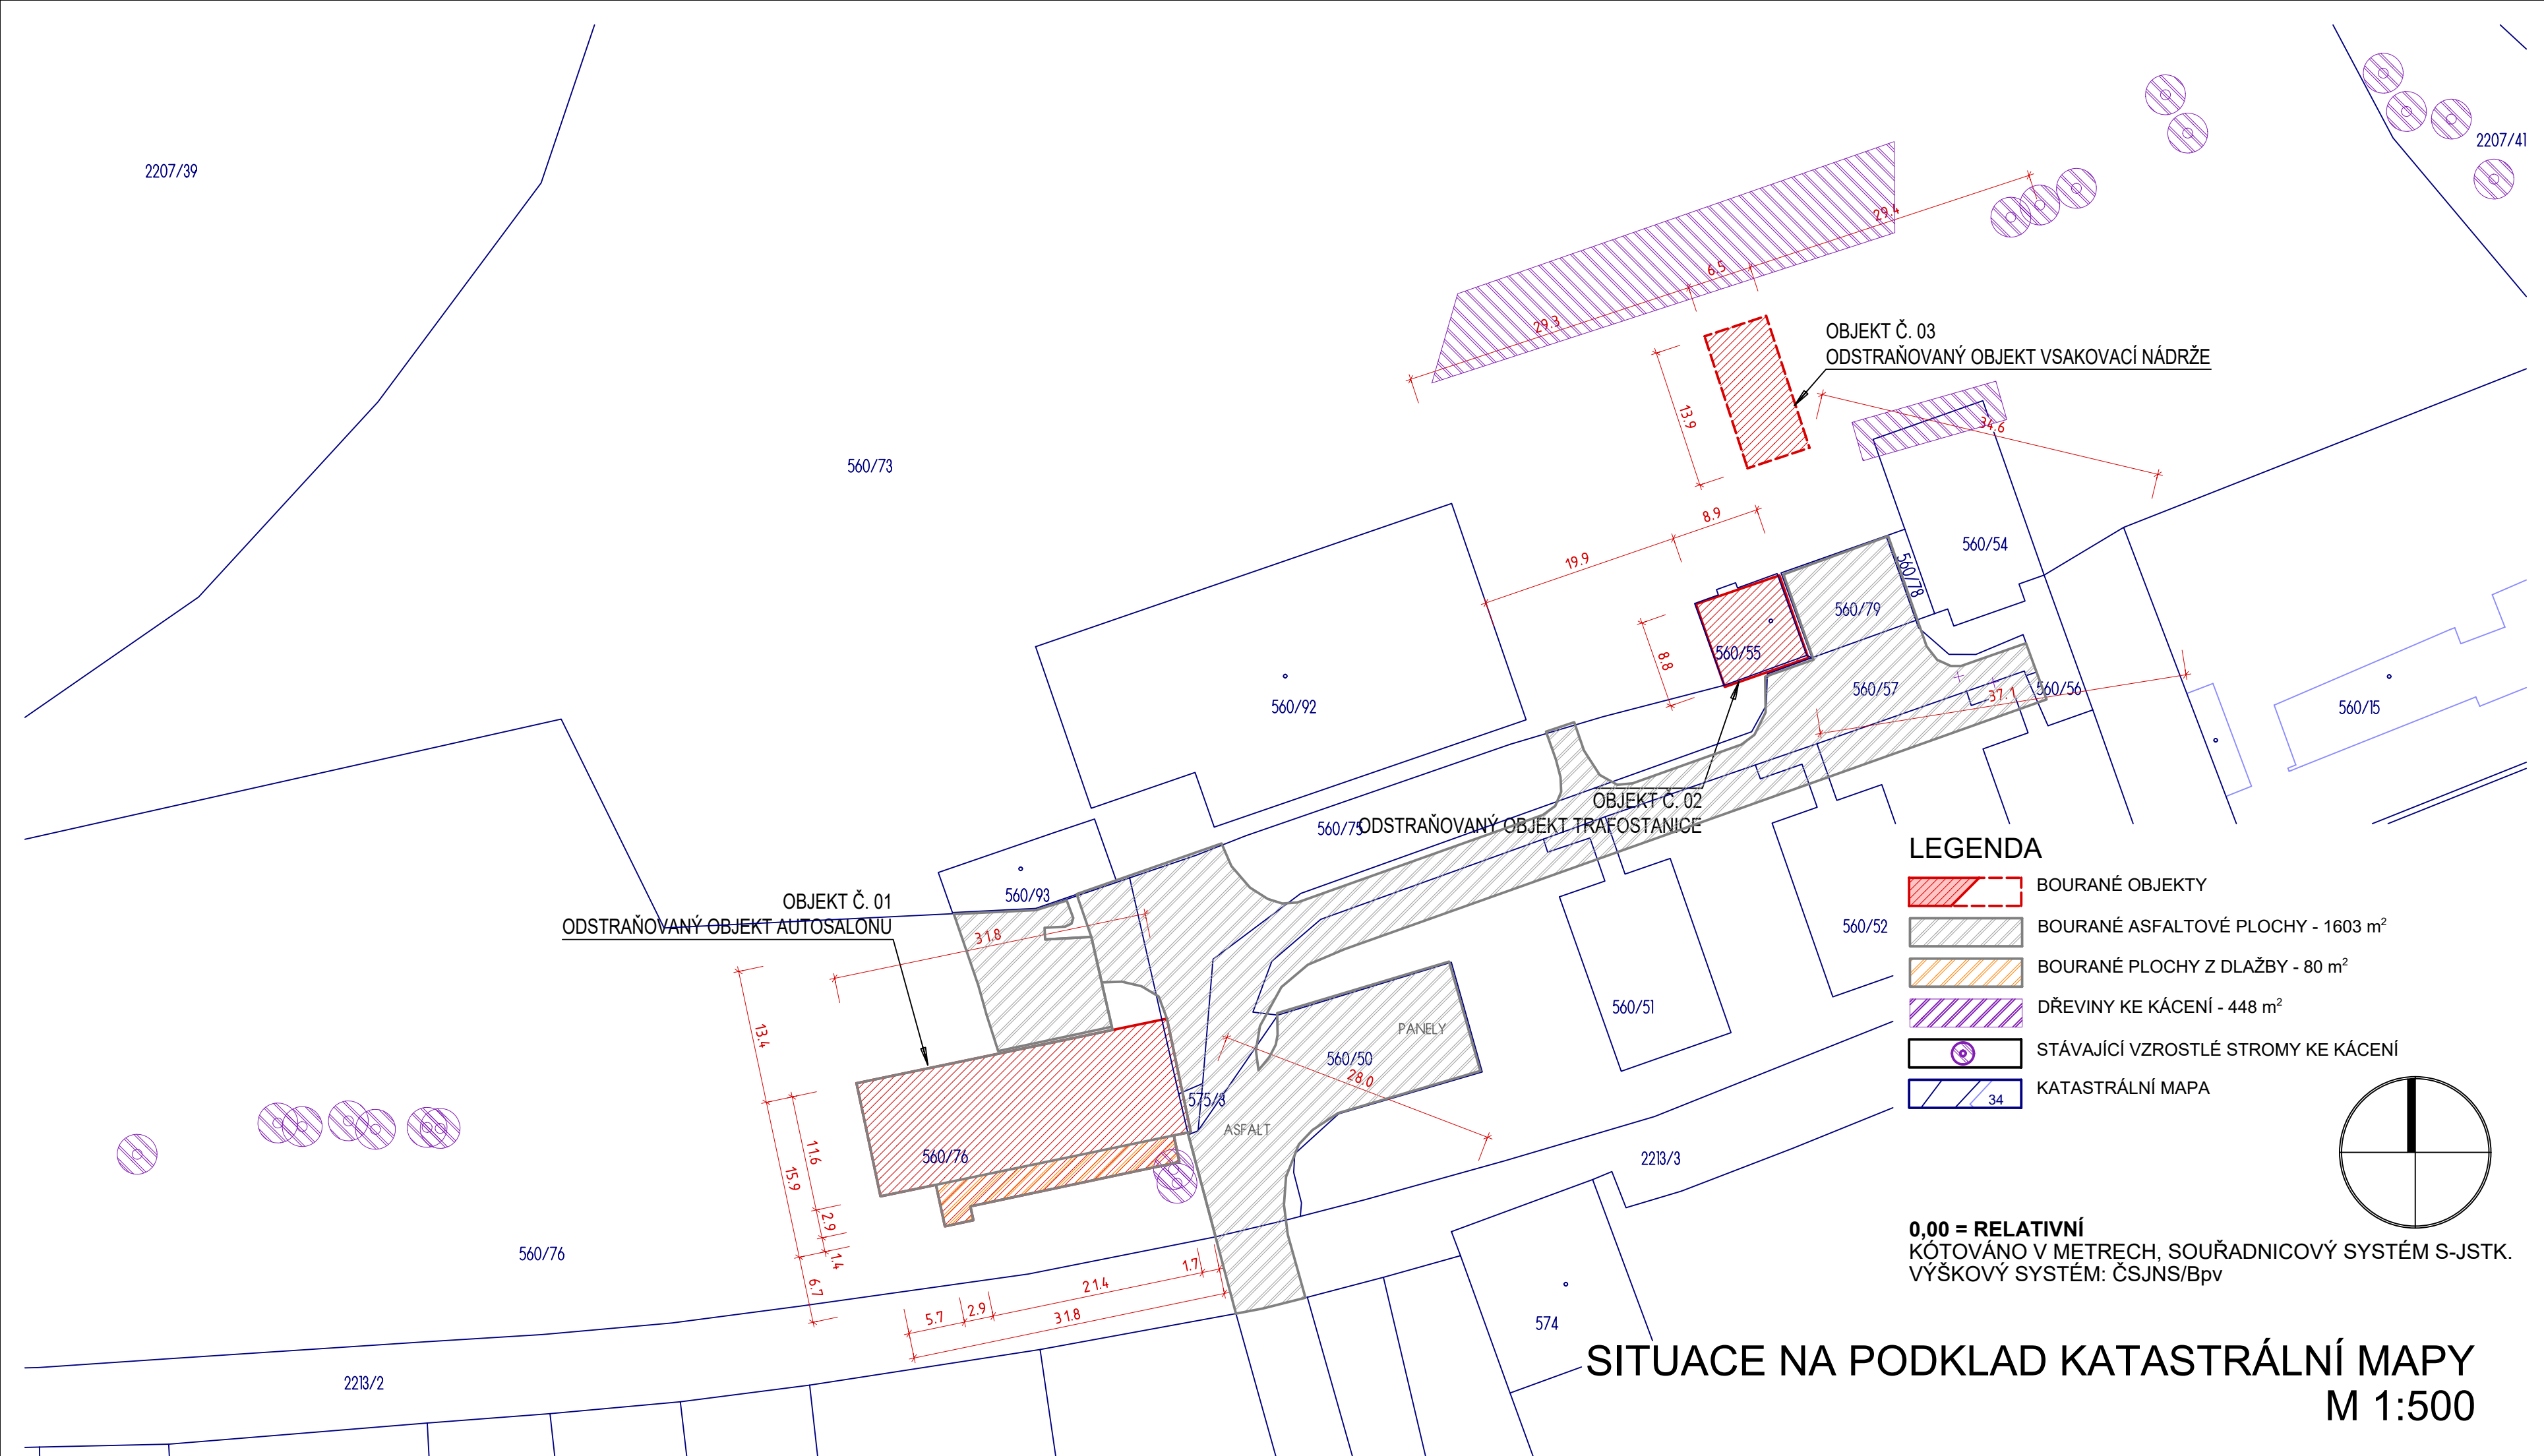 2207/39
2207/41
29.4
6.5
29.3
OBJEKT Č. 03
ODSTRAŇOVANÝ OBJEKT VSAKOVACÍ NÁDRŽE
13.9
34.6
560/73
8.9
19.9
560/54
560/78
560/79
8.8
560/55
560/57
37.1
560/56
560/92
560/15
OBJEKT Č. 02
ODSTRAŇOVANÝ OBJEKT TRAFOSTANICE
560/75
OBJEKT Č. 01
ODSTRAŇOVANÝ OBJEKT AUTOSALONU
560/93
31.8
560/52
560/51
PANELY
560/50
28.0
13.4
575/3
ASFALT
11.6
15.9
560/76
2.9
1.4
6.7
560/76
2213/3
1.7
21.4
2.9
5.7
31.8
574
2213/2
LEGENDA
BOURANÉ OBJEKTY
BOURANÉ ASFALTOVÉ PLOCHY - 1603 m²
BOURANÉ PLOCHY Z DLAŽBY - 80 m²
DŘEVINY KE KÁCENÍ - 448 m²
STÁVAJÍCÍ VZROSTLÉ STROMY KE KÁCENÍ
34
KATASTRÁLNÍ MAPA
0,00 = RELATIVNÍ
KÓTOVÁNO V METRECH, SOUŘADNICOVÝ SYSTÉM S-JSTK.
VÝŠKOVÝ SYSTÉM: ČSJNS/Bpv
SITUACE NA PODKLAD KATASTRÁLNÍ MAPY
M 1:500